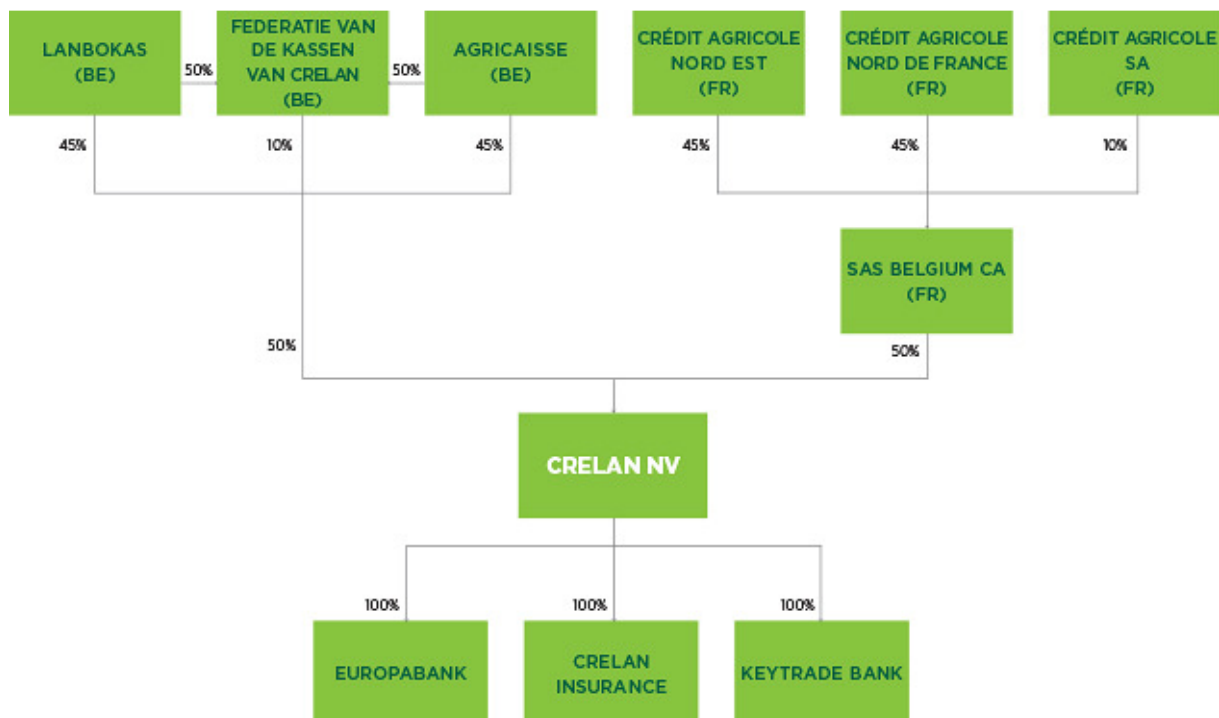 LANBOKAS
(BE)
50%
FEDERATIE VAN
DE KASSEN
VAN CRELAN
(BE)
50%
AGRICAISSE
(BE)
CRÉDIT AGRICOLE
NORD EST
(FR)
CRÉDIT AGRICOLE
NORD DE FRANCE
(FR)
CRÉDIT AGRICOLE
SA
(FR)
45%
10%
45%
45%
45%
10%
SAS BELGIUM CA
(FR)
50%
50%
CRELAN NV
100%
100%
100%
EUROPABANK
CRELAN
INSURANCE
KEYTRADE BANK